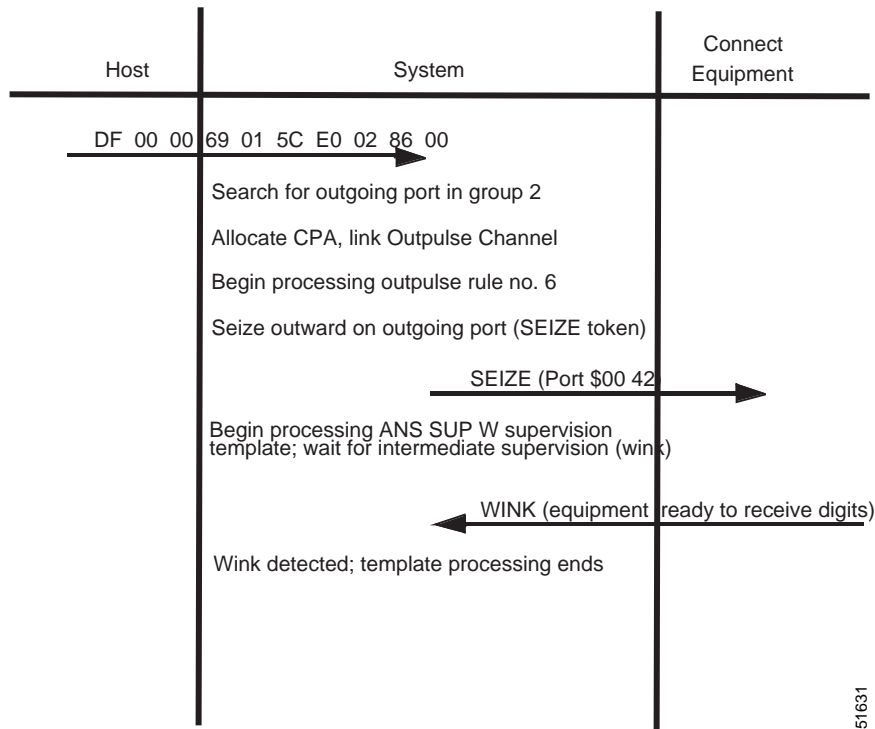 Host
System
Connect
Equipment
DF 00 00 69 01 5C E0 02 86 00
Search for outgoing port in group 2
Allocate CPA, link Outpulse Channel
Begin processing outpulse rule no. 6
Seize outward on outgoing port (SEIZE token)
SEIZE (Port $00 42)
Begin processing ANS SUP W supervision
template; wait for intermediate supervision (wink)
WINK (equipment ready to receive digits)
Wink detected; template processing ends
51631